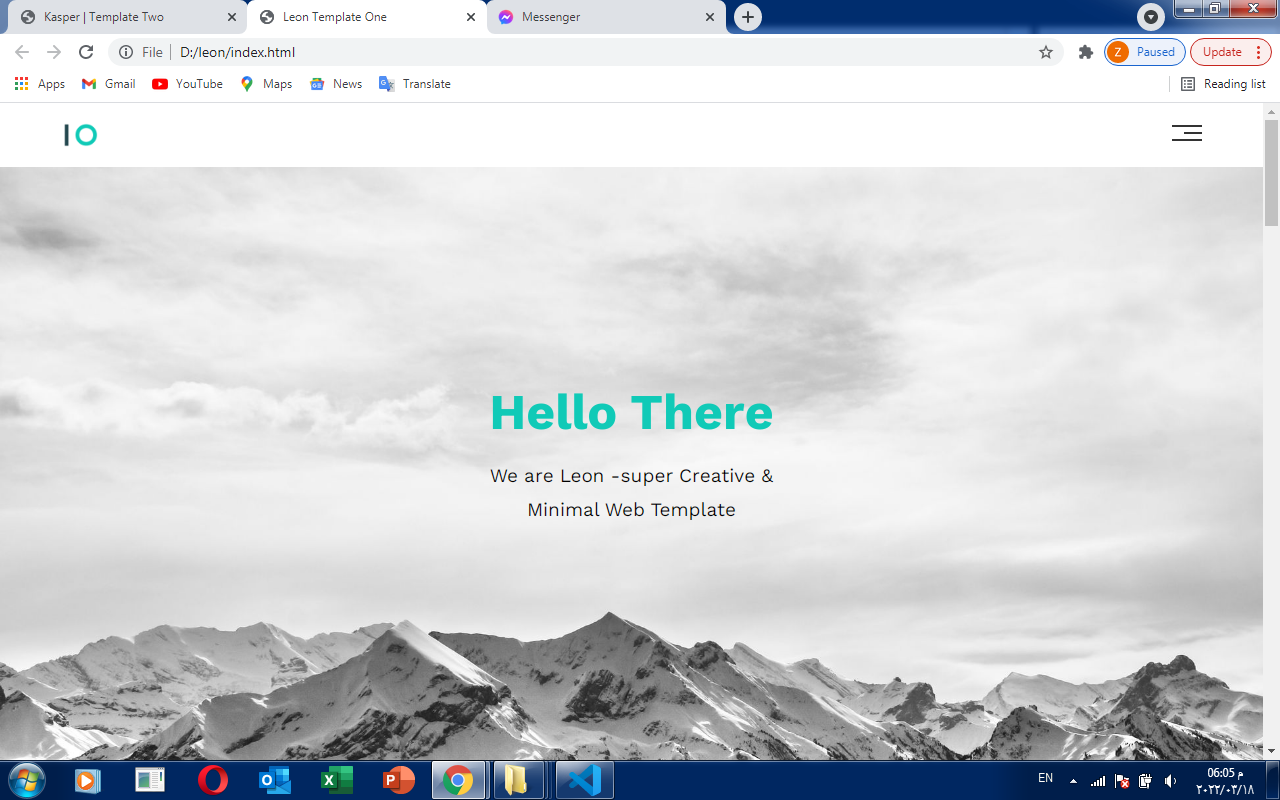 Kasper | Template Two
Leon Template One
Messenger
File
D:/leon/index.html
Z
Paused
Update
Apps
Gmail
YouTube
Maps
News
Translate
Reading list
IO
Hello There
We are Leon -super Creative &
Minimal Web Template
EN
06:05 م
٢٠٢٢/٠٣/١٨